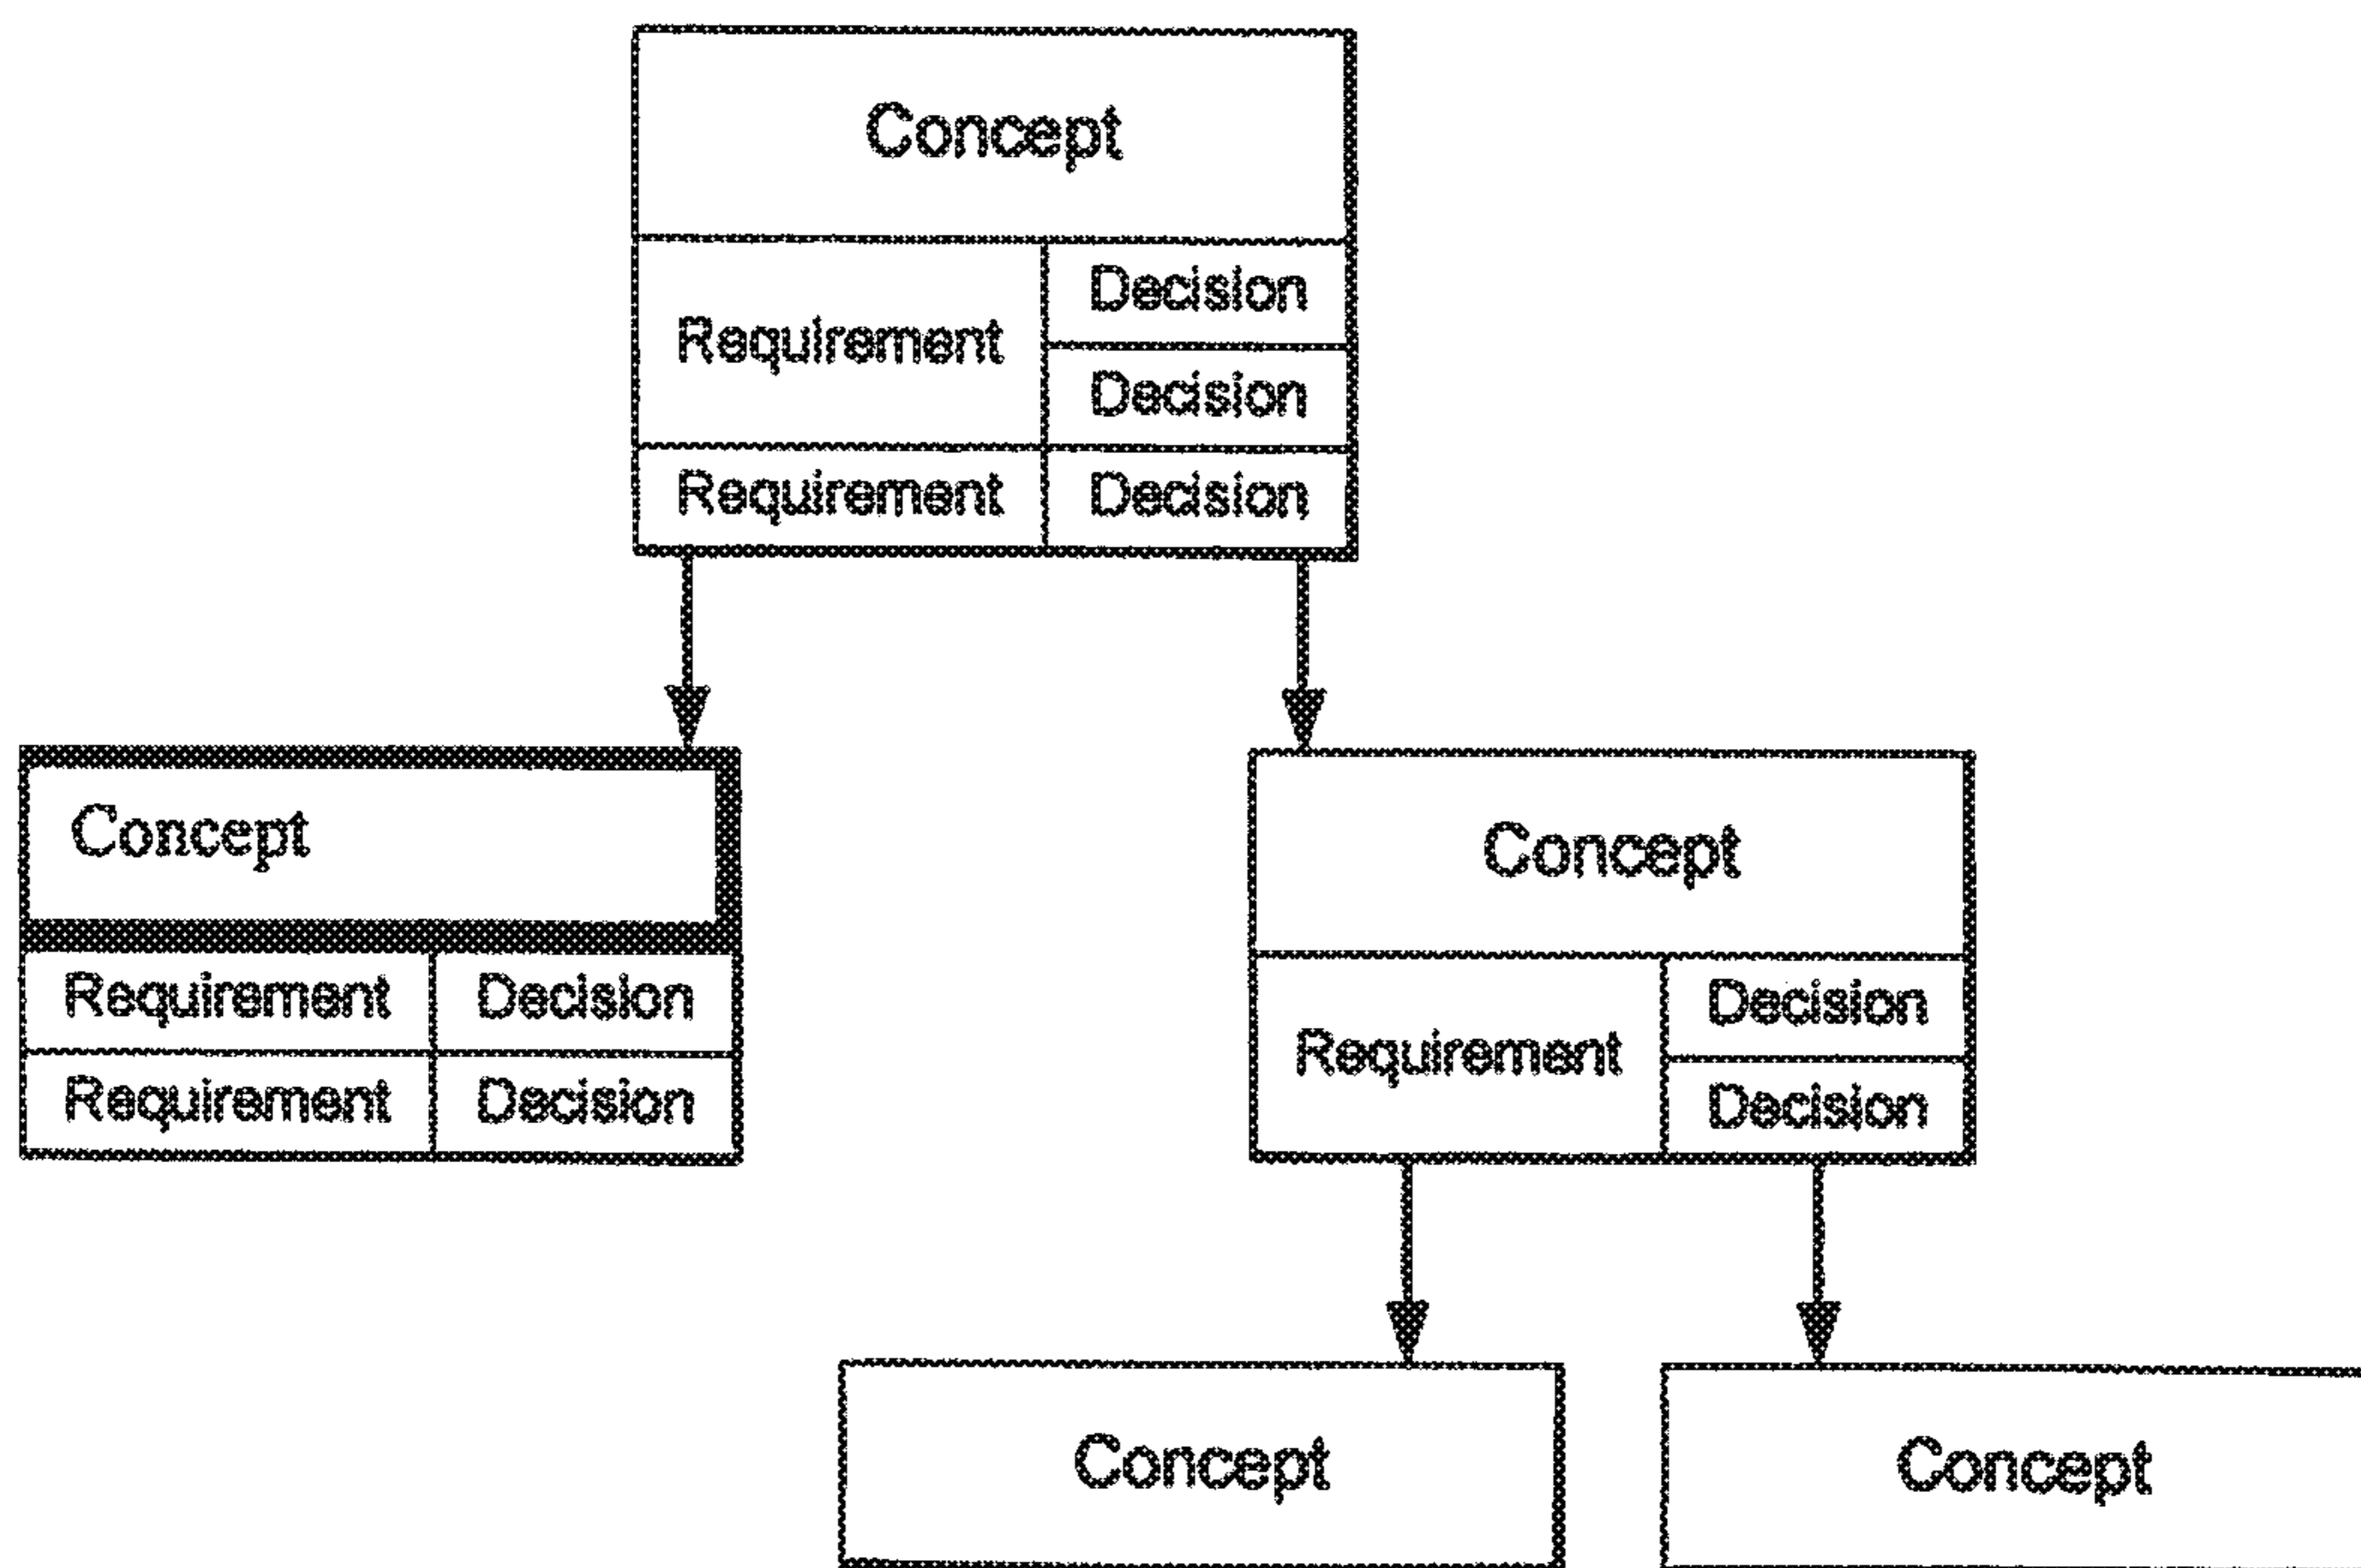 Concept
Decision
Requirement
Decision
Requirement Decision
Concept
Requirement Decision
Requirement Decision
Concept
Decision
Requirement
Decision
Concept
Concept